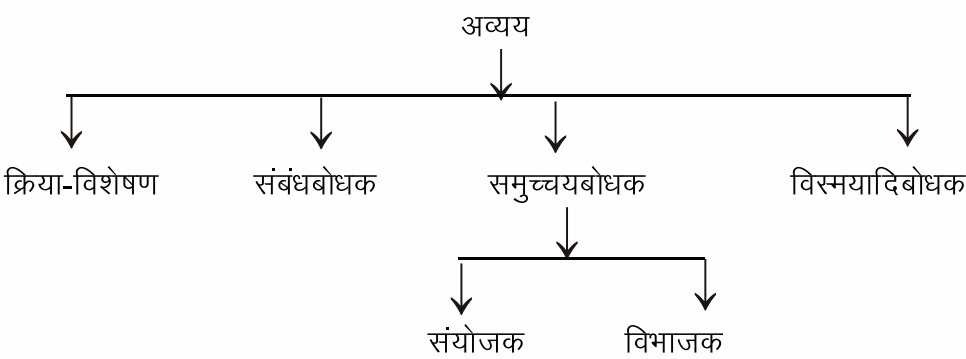 अव्यय
क्रिया-विशेषण संबंधबोधक समुच्चयबोधक विस्मयादिबोधक
संयोजक विभाजक